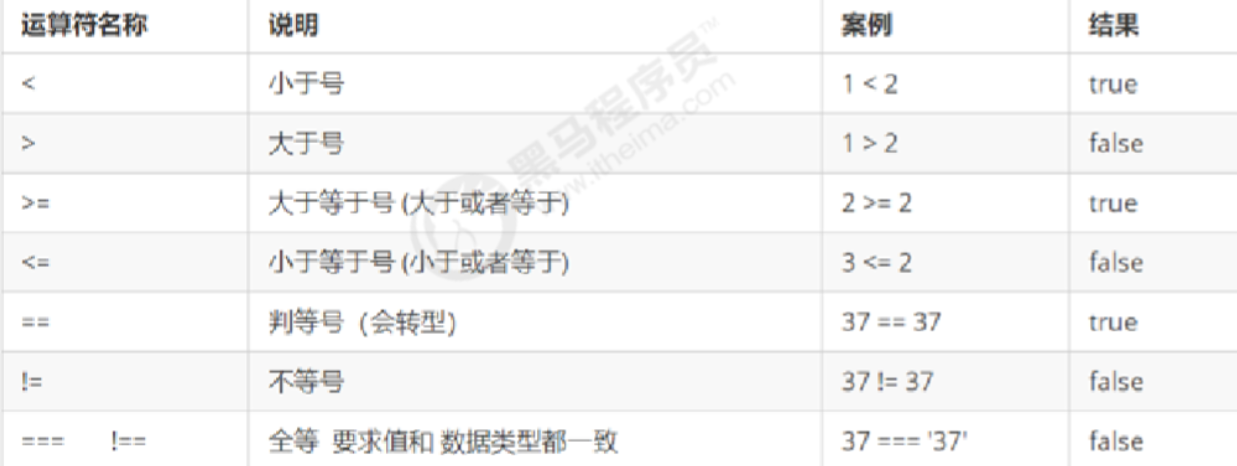 运算符名称 说明 案例 结果
< 小于号 1 < 2 true
> 大于号 1 > 2 false
>= 大于等于号 (大于或者等于) 2 >= 2 true
<= 小于等于号 (小于或者等于) 3 <= 2 false
== 判等号（会转型) 37 == 37 true
!= 不等号 37 != 37 false
=== !== 全等 要求值和 数据类型都一致 37 === '37' false
黑马程序员™
www.itheima.com